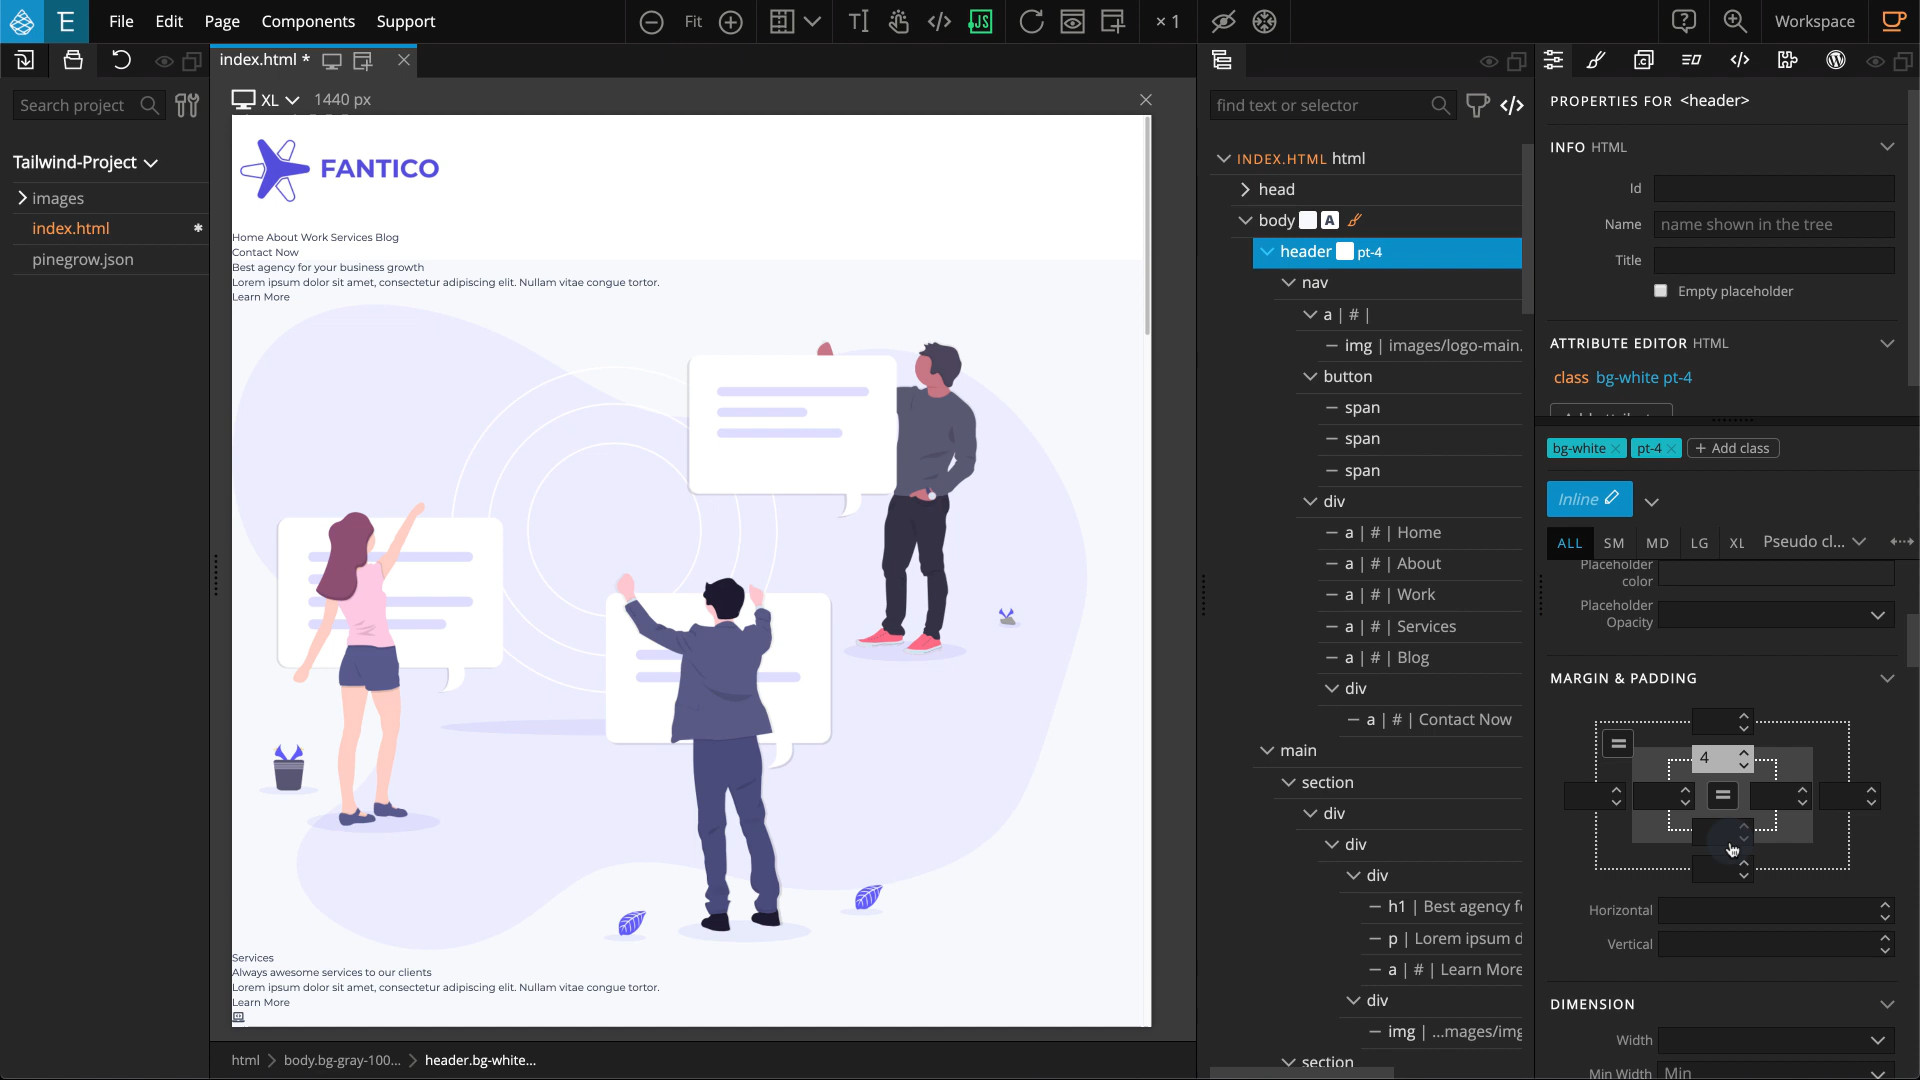 File Edit Page Components Support
Fit
JS
× 1
Workspace
index.html *
Search project
Tailwind-Project
images
index.html *
pinegrow.json
XL 1440 px
FANTICO
Home About Work Services Blog
Contact Now
Best agency for your business growth
Lorem ipsum dolor sit amet, consectetur adipiscing elit. Nullam vitae congue tortor.
Learn More
Services
Always awesome services to our clients
Lorem ipsum dolor sit amet, consectetur adipiscing elit. Nullam vitae congue tortor.
Learn More
html body.bg-gray-100... header.bg-white...
find text or selector
INDEX.HTML html
head
body A
header pt-4
nav
a | # |
img | images/logo-main.
button
span
span
span
div
a | # | Home
a | # | About
a | # | Work
a | # | Services
a | # | Blog
div
a | # | Contact Now
main
section
div
div
div
h1 | Best agency f
p | Lorem ipsum d
a | # | Learn More
div
img | ...mages/img
section
PROPERTIES FOR <header>
INFO HTML
Id
Name name shown in the tree
Title
Empty placeholder
ATTRIBUTE EDITOR HTML
class bg-white pt-4
bg-white × pt-4 × + Add class
Inline
ALL SM MD LG XL Pseudo cl...
Placeholder
color
Placeholder
Opacity
MARGIN & PADDING
4
Horizontal
Vertical
DIMENSION
Width
Min Width Min